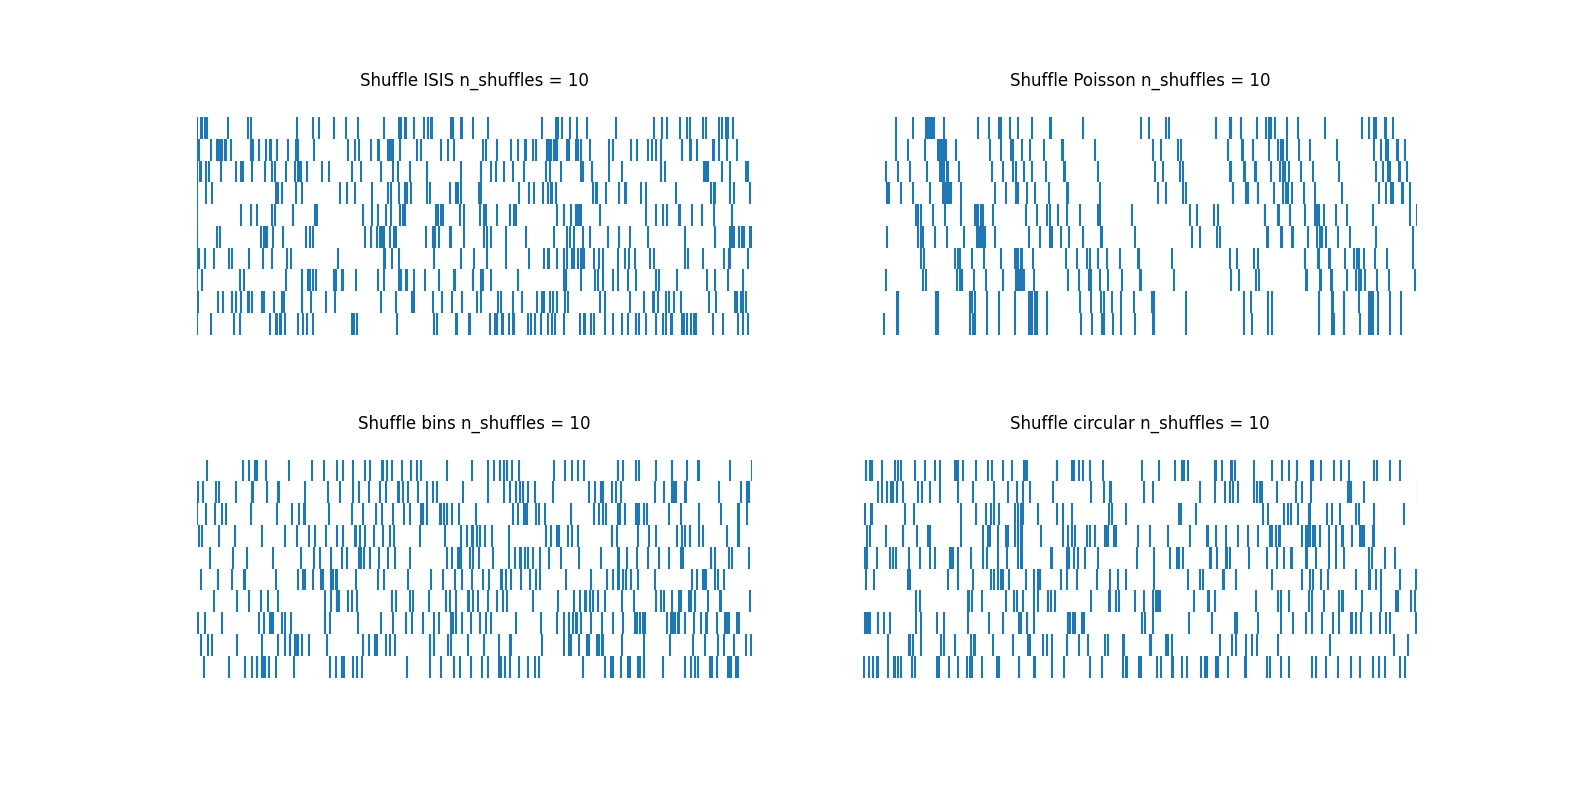 Shuffle ISIS n_shuffles = 10
Shuffle Poisson n_shuffles = 10
Shuffle bins n_shuffles = 10
Shuffle circular n_shuffles = 10